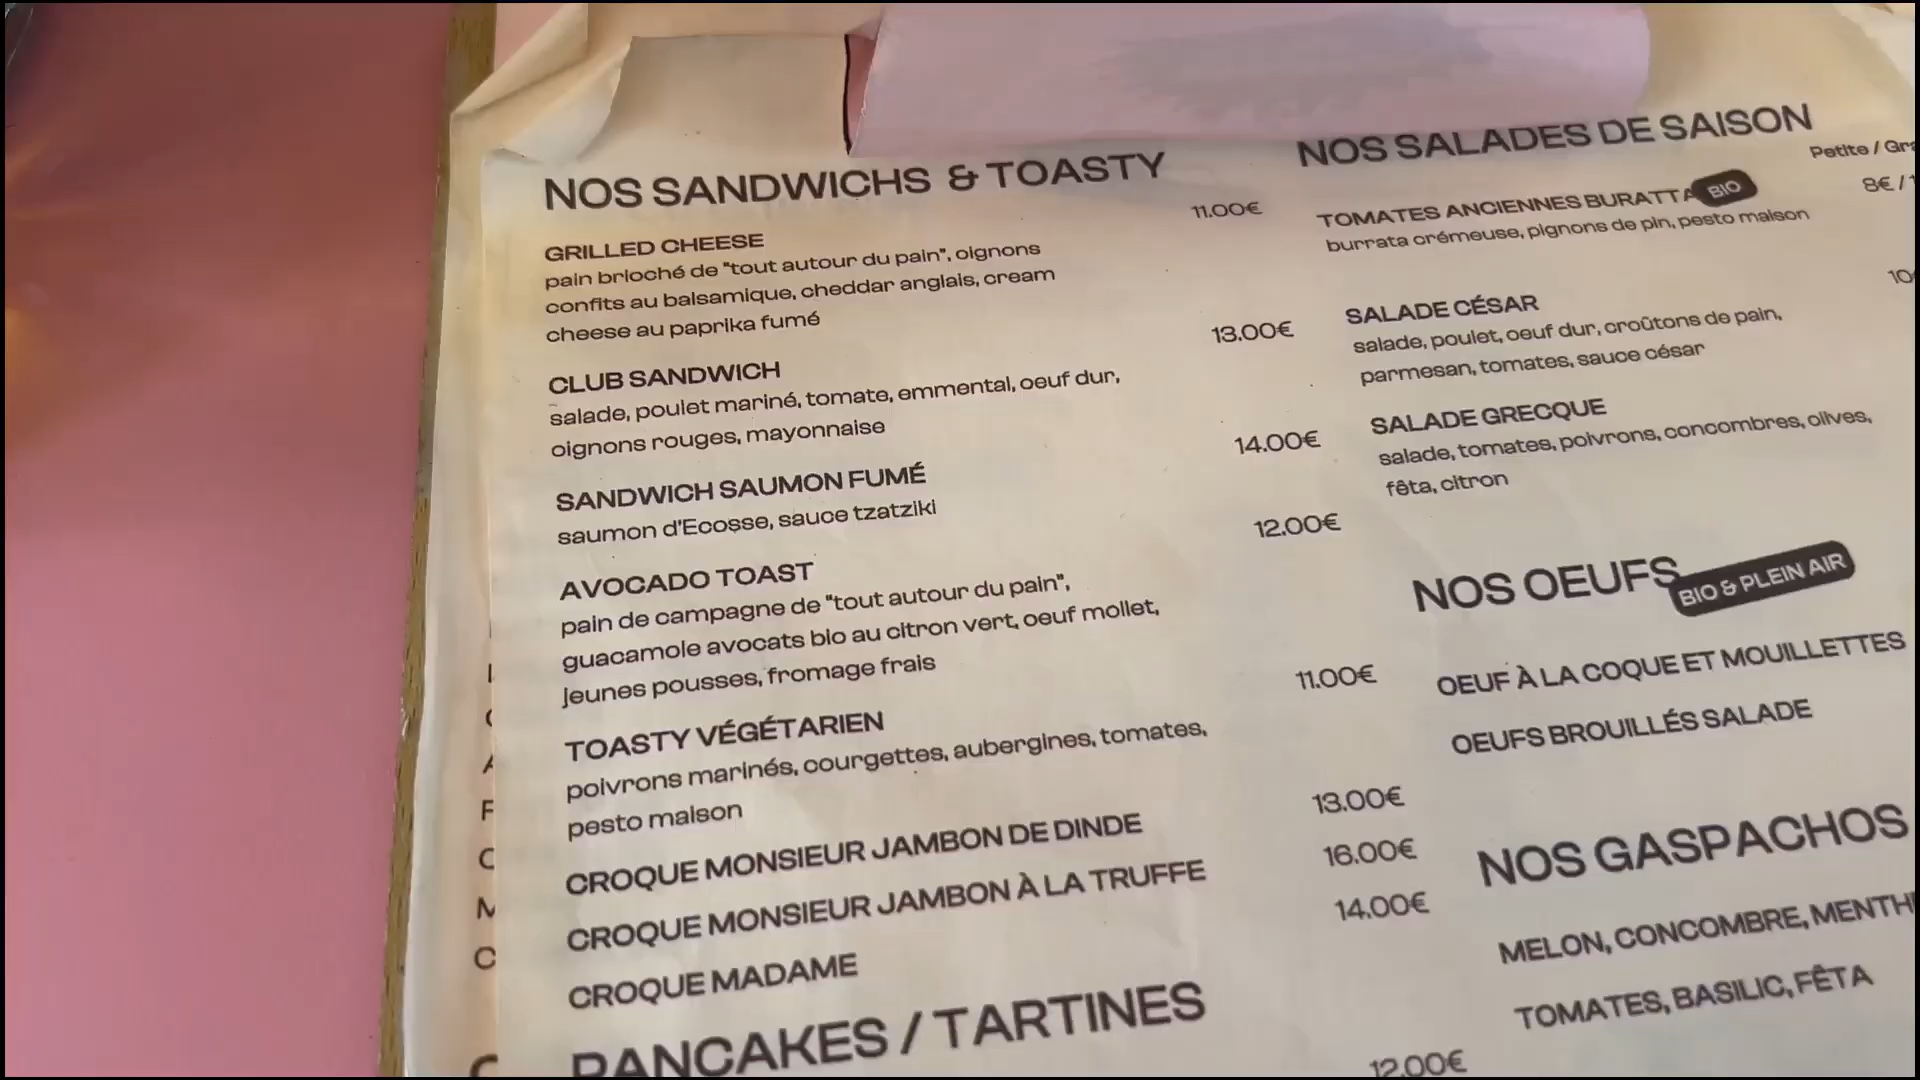 NOS SANDWICHS & TOASTY
GRILLED CHEESE 11.00€
pain brioché de "tout autour du pain", oignons
confits au balsamique, cheddar anglais, cream
cheese au paprika fumé
CLUB SANDWICH 13.00€
salade, poulet mariné, tomate, emmental, oeuf dur,
oignons rouges, mayonnaise
SANDWICH SAUMON FUMÉ 14.00€
saumon d'Ecosse, sauce tzatziki
AVOCADO TOAST 12.00€
pain de campagne de "tout autour du pain",
guacamole avocats bio au citron vert, oeuf mollet,
jeunes pousses, fromage frais
TOASTY VÉGÉTARIEN 11.00€
poivrons marinés, courgettes, aubergines, tomates,
pesto maison
CROQUE MONSIEUR JAMBON DE DINDE 13.00€
CROQUE MONSIEUR JAMBON À LA TRUFFE 16.00€
CROQUE MADAME 14.00€
PANCAKES / TARTINES
12.00€
NOS SALADES DE SAISON
Petite /
TOMATES ANCIENNES BURATTA BIO 8€ /
burrata crémeuse, pignons de pin, pesto maison
SALADE CÉSAR
salade, poulet, oeuf dur, croûtons de pain,
parmesan, tomates, sauce césar
SALADE GRECQUE
salade, tomates, poivrons, concombres, olives,
fêta, citron
NOS OEUFS BIO & PLEIN AIR
OEUF À LA COQUE ET MOUILLETTES
OEUFS BROUILLÉS SALADE
NOS GASPACHOS
MELON, CONCOMBRE,
TOMATES, BASILIC, FÊTA